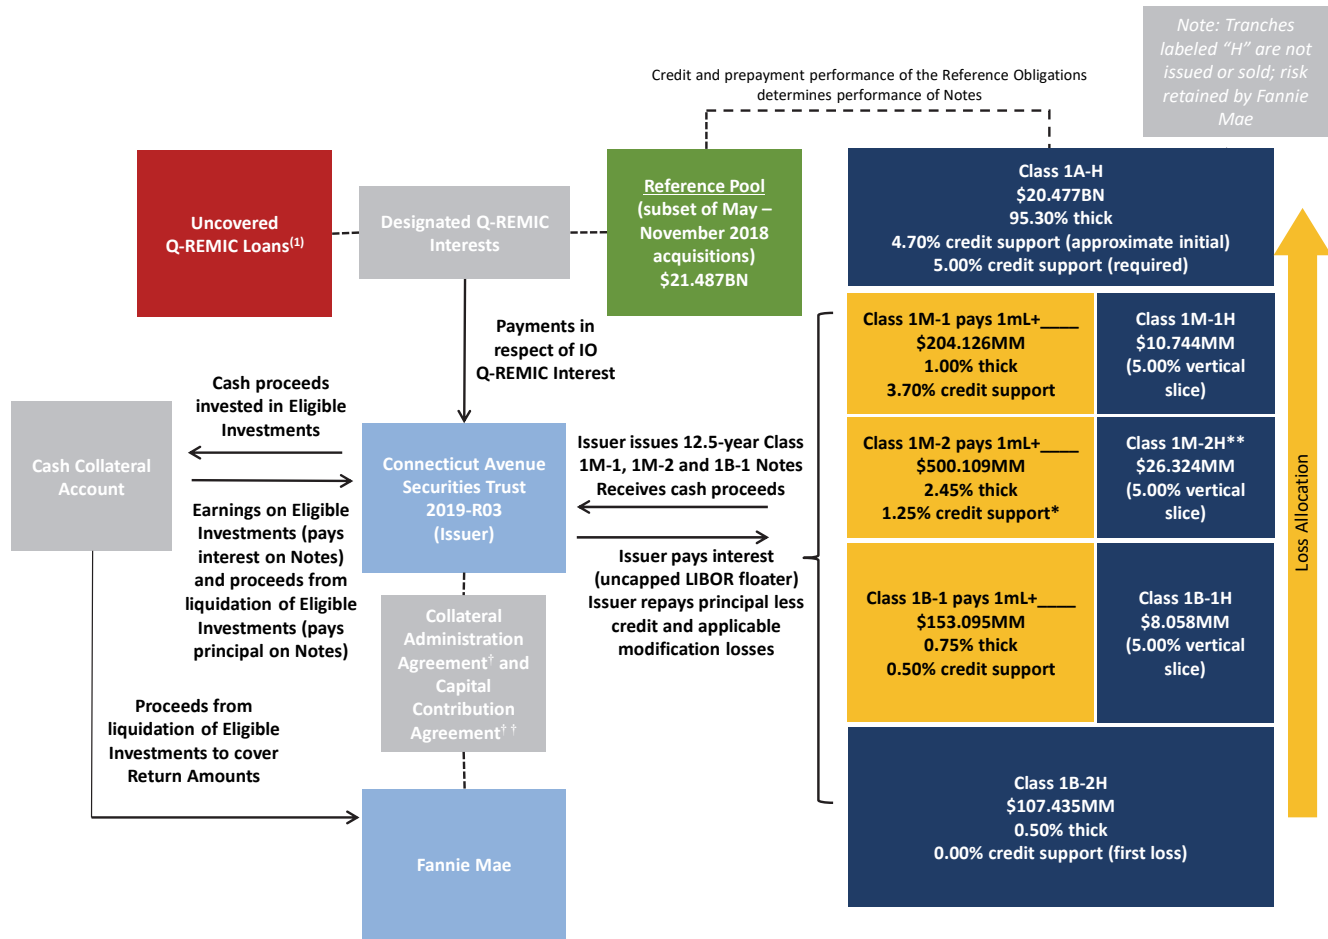 Note: Tranches
labeled “H” are not
issued or sold; risk
retained by Fannie
Mae
Credit and prepayment performance of the Reference Obligations
determines performance of Notes
Uncovered
Q-REMIC Loans(1)
Designated Q-REMIC
Interests
Reference Pool
(subset of May –
November 2018
acquisitions)
$21.487BN
Class 1A-H
$20.477BN
95.30% thick
4.70% credit support (approximate initial)
5.00% credit support (required)
Payments in
respect of IO
Q-REMIC Interest
Class 1M-1 pays 1mL+____
$204.126MM
1.00% thick
3.70% credit support
Class 1M-1H
$10.744MM
(5.00% vertical
slice)
Cash proceeds
invested in Eligible
Investments
Cash Collateral
Account
Connecticut Avenue
Securities Trust
2019-R03
(Issuer)
Issuer issues 12.5-year Class
1M-1, 1M-2 and 1B-1 Notes
Receives cash proceeds
Class 1M-2 pays 1mL+____
$500.109MM
2.45% thick
1.25% credit support*
Class 1M-2H**
$26.324MM
(5.00% vertical
slice)
Loss Allocation
Earnings on Eligible
Investments (pays
interest on Notes)
and proceeds from
liquidation of Eligible
Investments (pays
principal on Notes)
Issuer pays interest
(uncapped LIBOR floater)
Issuer repays principal less
credit and applicable
modification losses
Class 1B-1 pays 1mL+____
$153.095MM
0.75% thick
0.50% credit support
Class 1B-1H
$8.058MM
(5.00% vertical
slice)
Collateral
Administration
Agreement† and
Capital
Contribution
Agreement† †
Proceeds from
liquidation of Eligible
Investments to cover
Return Amounts
Class 1B-2H
$107.435MM
0.50% thick
0.00% credit support (first loss)
Fannie Mae